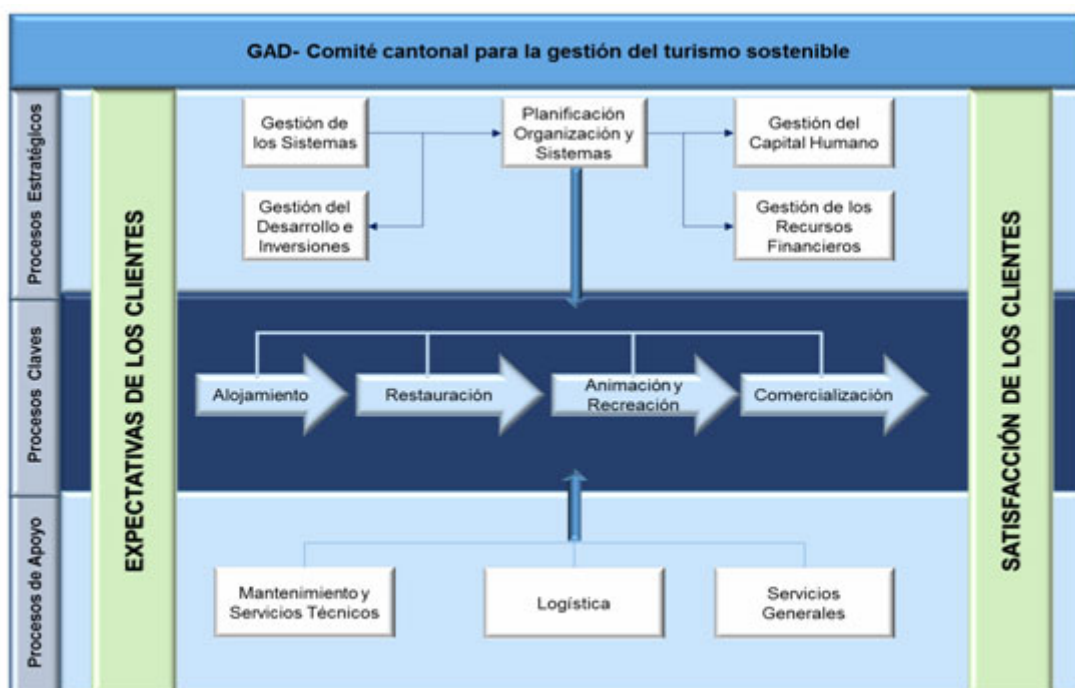 GAD- Comité cantonal para la gestión del turismo sostenible
Procesos Estratégicos
EXPECTATIVAS DE LOS CLIENTES
Gestión de
los Sistemas
Planificación
Organización y
Sistemas
Gestión del
Capital Humano
Gestión del
Desarrollo e
Inversiones
Gestión de los
Recursos
Financieros
SATISFACCIÓN DE LOS CLIENTES
Procesos Claves
Alojamiento
Restauración
Animación y
Recreación
Comercialización
Procesos de Apoyo
Mantenimiento y
Servicios Técnicos
Logística
Servicios
Generales